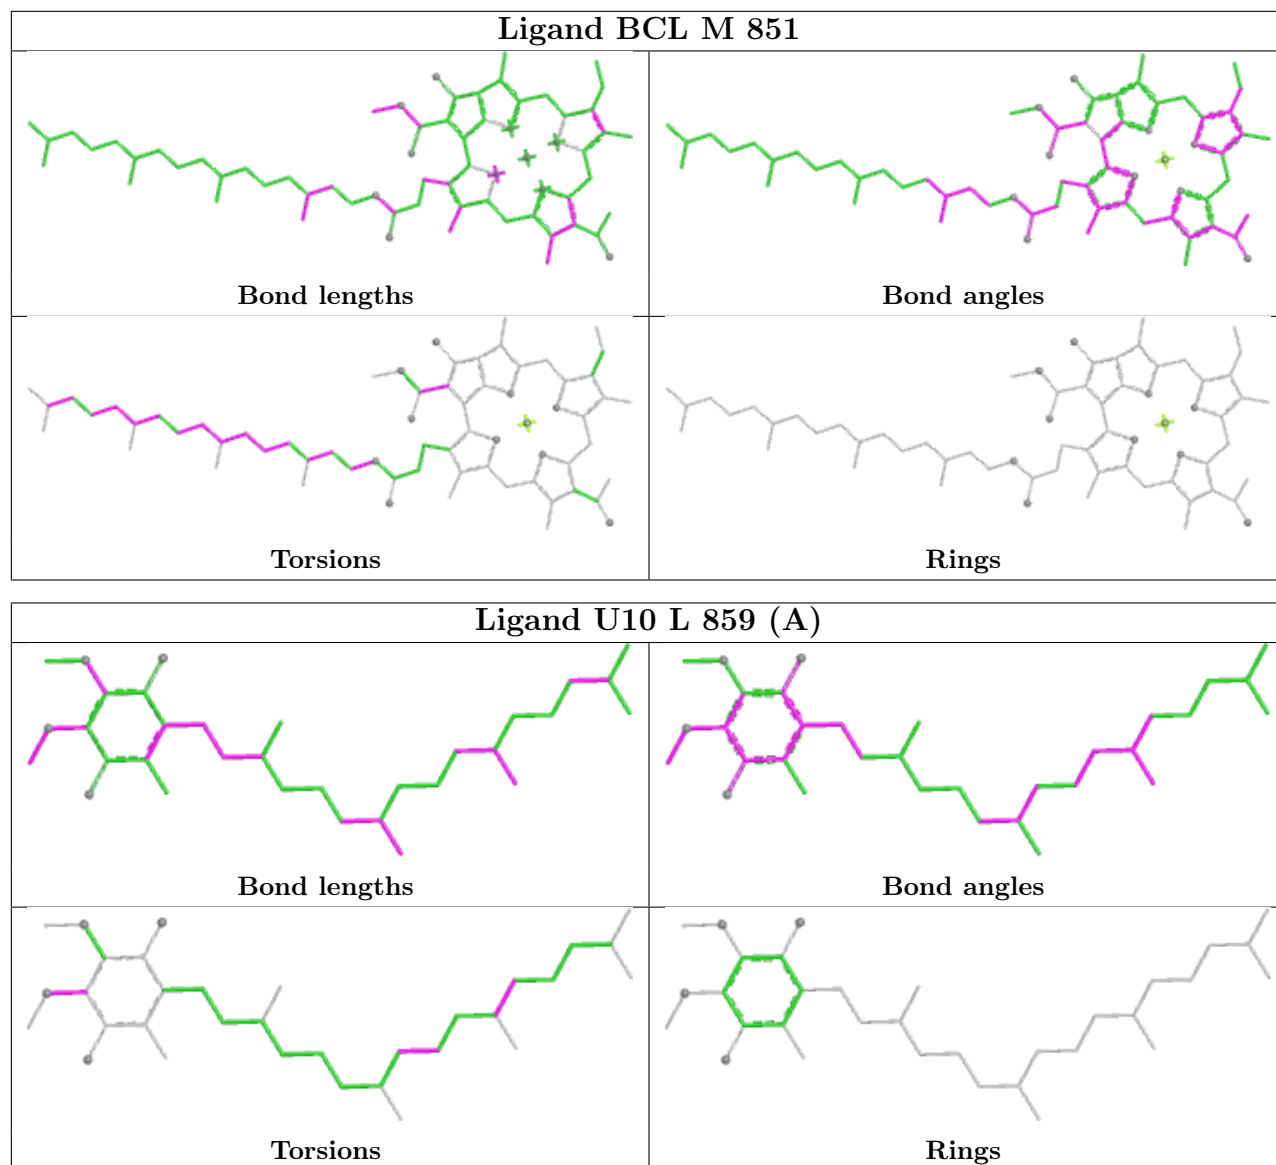 Ligand BCL M 851
Bond lengths
Bond angles
Torsions
Rings
Ligand U10 L 859 (A)
Bond lengths
Bond angles
Torsions
Rings